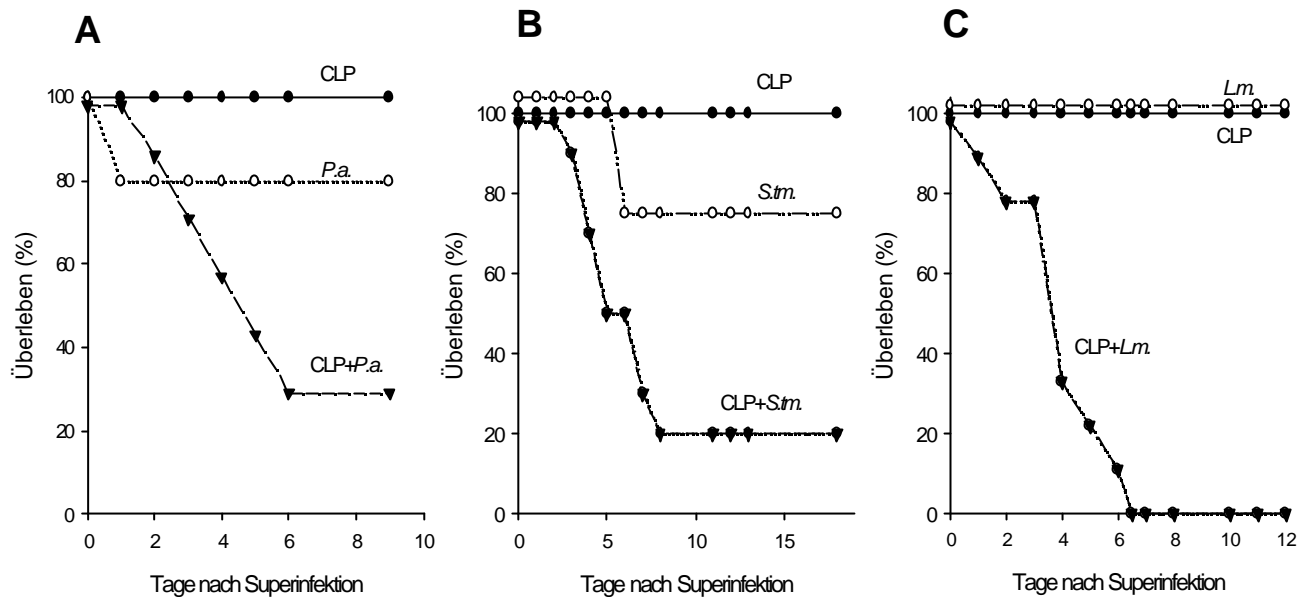 A
CLP
P.a.
CLP+P.a.
Überleben (%)
100
80
60
40
20
0
0 2 4 6 8 10
Tage nach Superinfektion
B
CLP
S.tm.
CLP+S.tm.
Überleben (%)
100
80
60
40
20
0
0 5 10 15
Tage nach Superinfektion
C
L.m.
CLP
CLP+L.m.
Überleben (%)
100
80
60
40
20
0
0 2 4 6 8 10 12
Tage nach Superinfektion